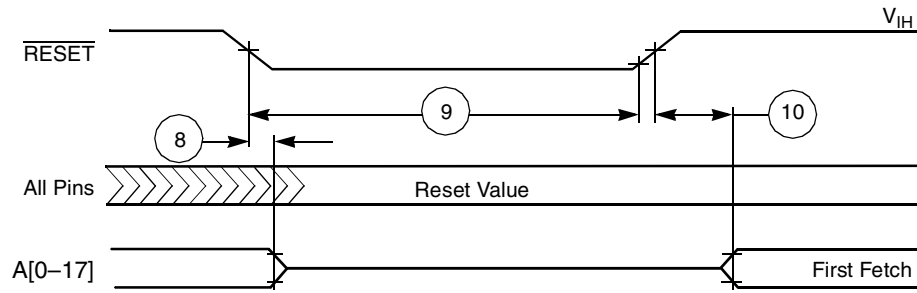 V_IH
RESET
9
10
8
All Pins
Reset Value
A[0–17]
First Fetch